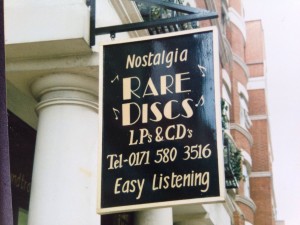 Nostalgia
RARE
DISCS
LPs & CD's
Tel-0171 580 3516
Easy Listening